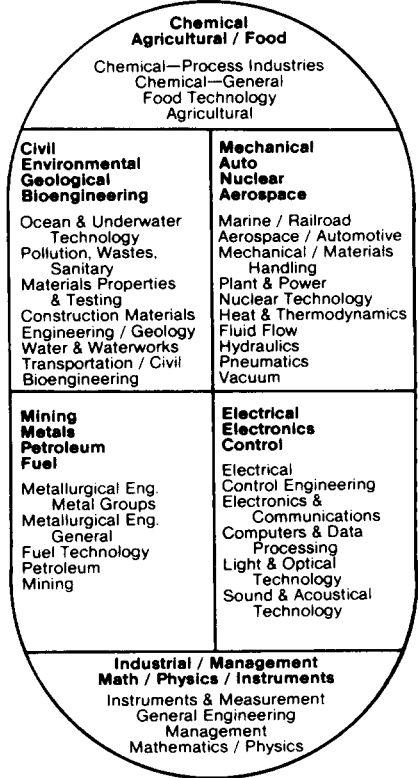 Chemical
Agricultural / Food
Chemical—Process Industries
Chemical—General
Food Technology
Agricultural
Civil
Environmental
Geological
Bioengineering
Ocean & Underwater
Technology
Pollution, Wastes,
Sanitary
Materials Properties
& Testing
Construction Materials
Engineering / Geology
Water & Waterworks
Transportation / Civil
Bioengineering
Mechanical
Auto
Nuclear
Aerospace
Marine / Railroad
Aerospace / Automotive
Mechanical / Materials
Handling
Plant & Power
Nuclear Technology
Heat & Thermodynamics
Fluid Flow
Hydraulics
Pneumatics
Vacuum
Mining
Metals
Petroleum
Fuel
Metallurgical Eng.
Metal Groups
Metallurgical Eng.
General
Fuel Technology
Petroleum
Mining
Electrical
Electronics
Control
Electrical
Control Engineering
Electronics &
Communications
Computers & Data
Processing
Light & Optical
Technology
Sound & Acoustical
Technology
Industrial / Management
Math / Physics / Instruments
Instruments & Measurement
General Engineering
Management
Mathematics / Physics